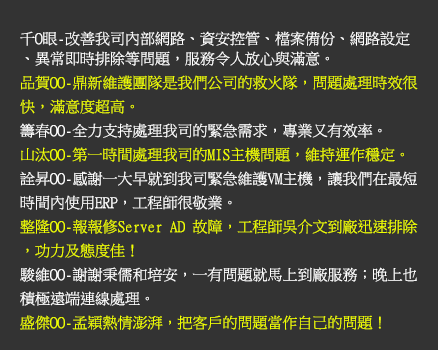 千O眼-改善我司內部網路、資安控管、檔案備份、網路設定
、異常即時排除等問題，服務令人放心與滿意。
品賀OO-鼎新維護團隊是我們公司的救火隊，問題處理時效很
快，滿意度超高。
籌春OO-全力支持處理我司的緊急需求，專業又有效率。
山汰OO-第一時間處理我司的MIS主機問題，維持運作穩定。
詮昇OO-感謝一大早就到我司緊急維護VM主機，讓我們在最短
時間內使用ERP，工程師很敬業。
整隆OO-報報修Server AD 故障，工程師吳介文到廠迅速排除
，功力及態度佳！
駿維OO-謝謝秉儒和培安，一有問題就馬上到廠服務；晚上也
積極遠端連線處理。
盛傑OO-孟穎熱情澎湃，把客戶的問題當作自己的問題！